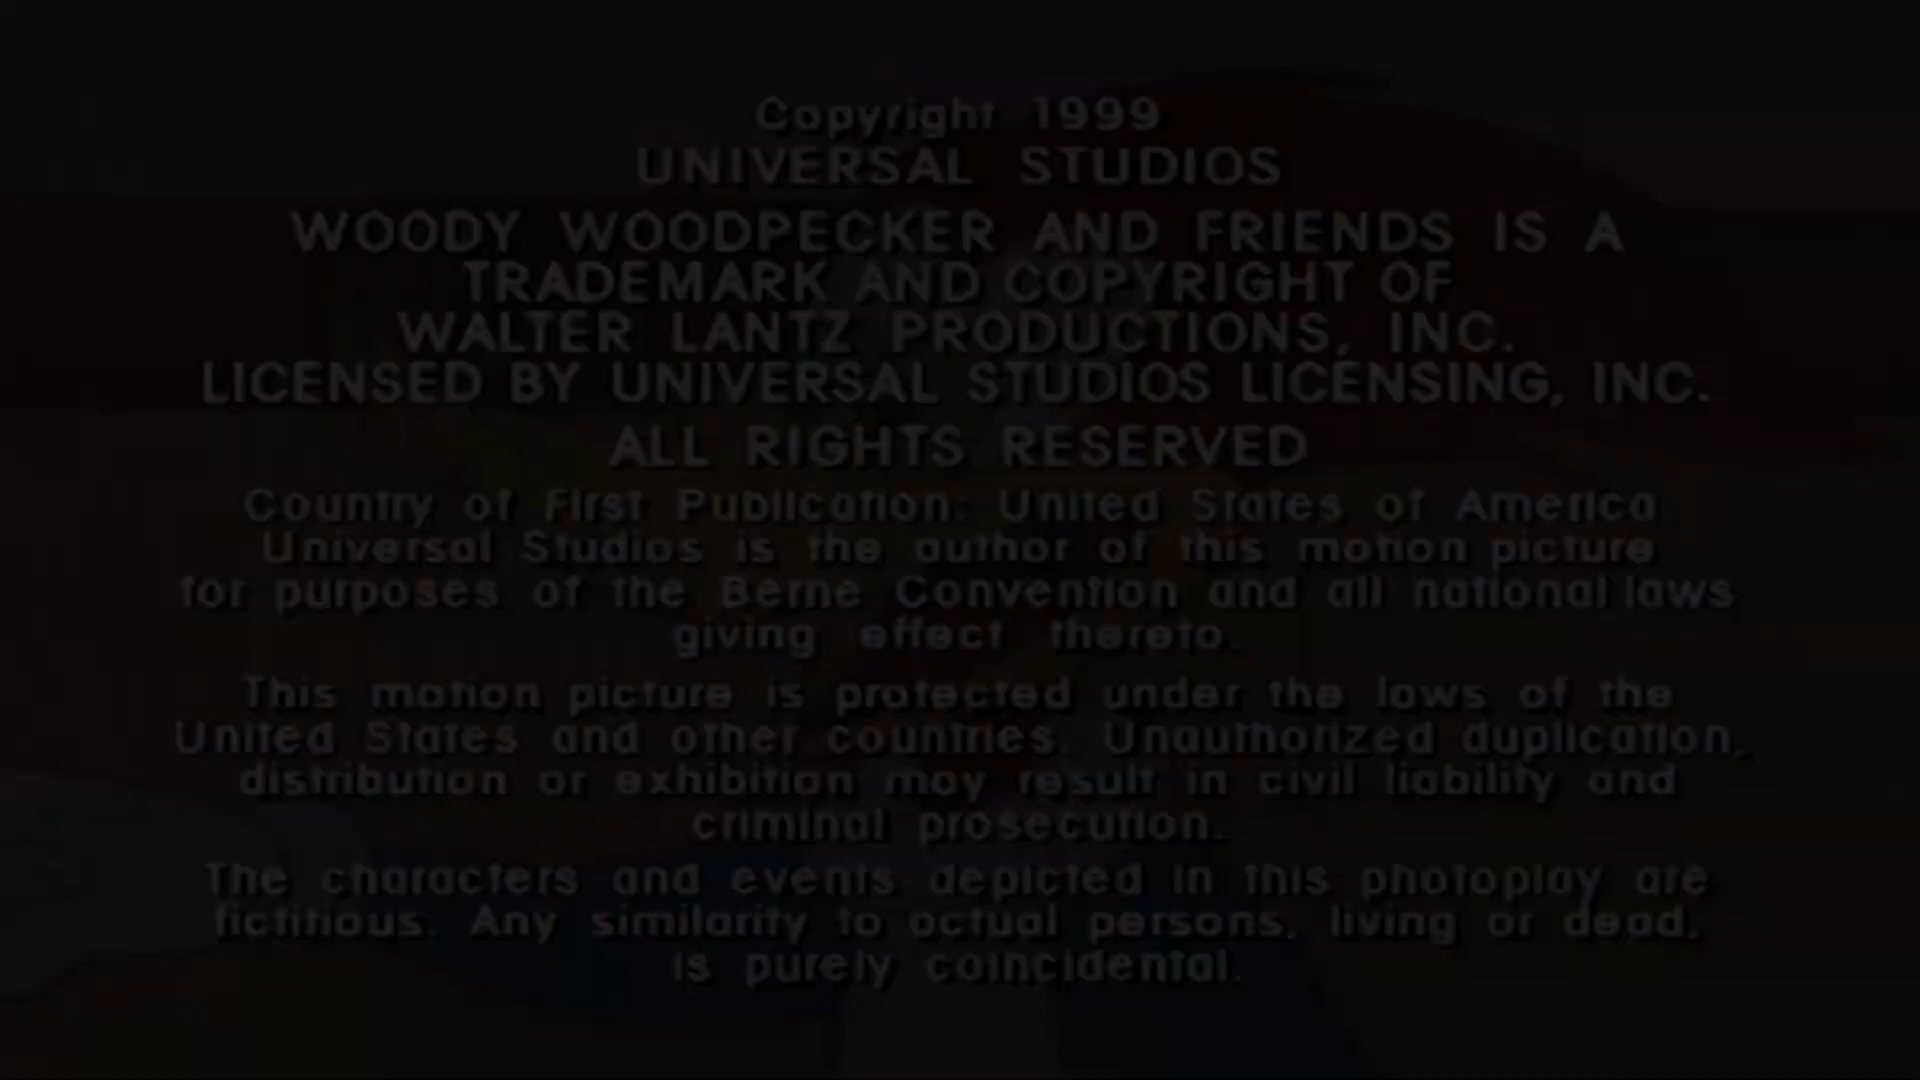 Copyright 1999
UNIVERSAL STUDIOS
WOODY WOODPECKER AND FRIENDS IS A
TRADEMARK AND COPYRIGHT OF
WALTER LANTZ PRODUCTIONS, INC.
LICENSED BY UNIVERSAL STUDIOS LICENSING, INC.
ALL RIGHTS RESERVED
Country of First Publication: United States of America.
Universal Studios is the author of this motion picture
for purposes of the Berne Convention and all national laws
giving effect thereto.
This motion picture is protected under the laws of the
United States and other countries. Unauthorized duplication,
distribution or exhibition may result in civil liability and
criminal prosecution.
The characters and events depicted in this photoplay are
fictitious. Any similarity to actual persons, living or dead,
is purely coincidental.